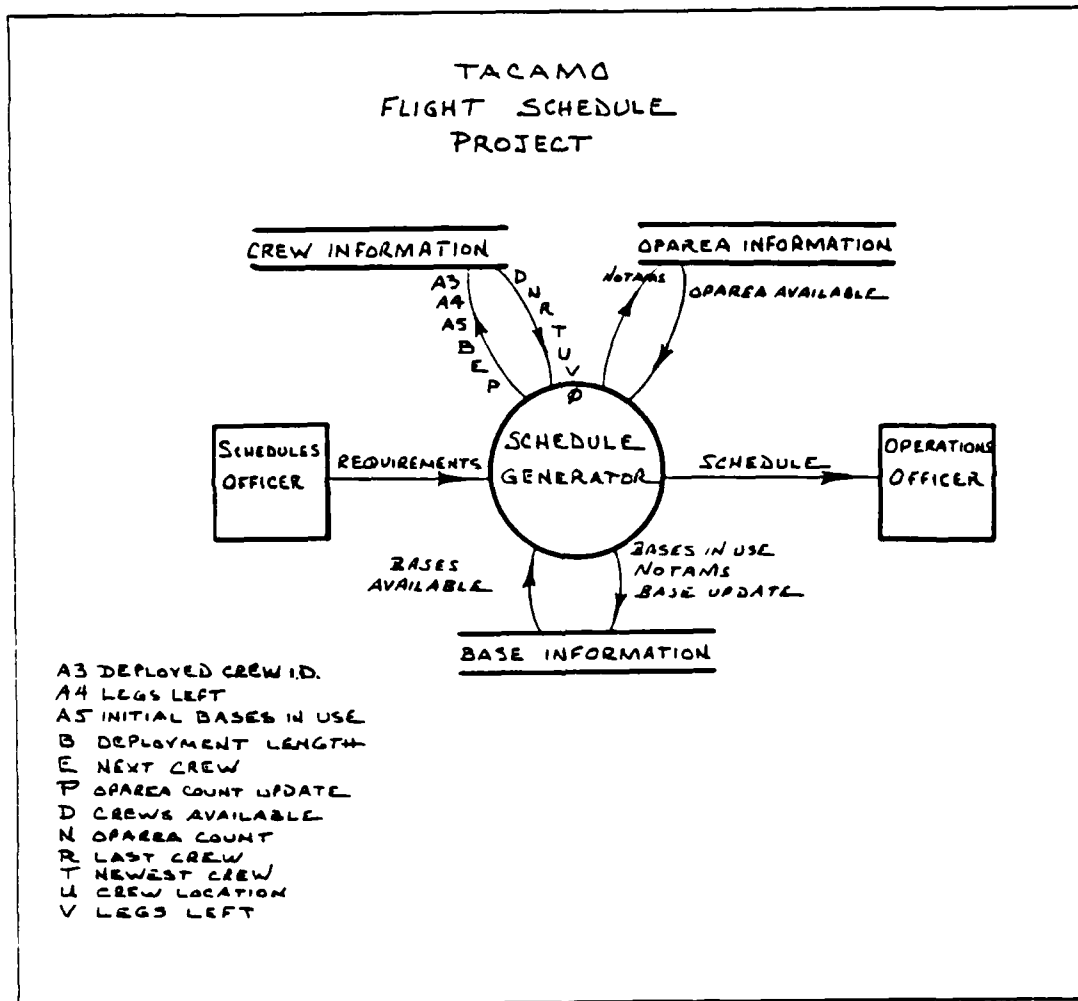 TACAMO
FLIGHT SCHEDULE
PROJECT
CREW INFORMATION
OPAREA INFORMATION
A3
A4
A5
B
E
P
D
N
R
T
U
V
Ø
NOTAMS
OPAREA AVAILABLE
SCHEDULES
OFFICER
REQUIREMENTS
SCHEDULE
GENERATOR
SCHEDULE
OPERATIONS
OFFICER
BASES
AVAILABLE
BASES IN USE
NOTAMS
BASE UPDATE
BASE INFORMATION
A3 DEPLOYED CREW I.D.
A4 LEGS LEFT
A5 INITIAL BASES IN USE
B DEPLOYMENT LENGTH
E NEXT CREW
P OPAREA COUNT UPDATE
D CREWS AVAILABLE
N OPAREA COUNT
R LAST CREW
T NEWEST CREW
U CREW LOCATION
V LEGS LEFT